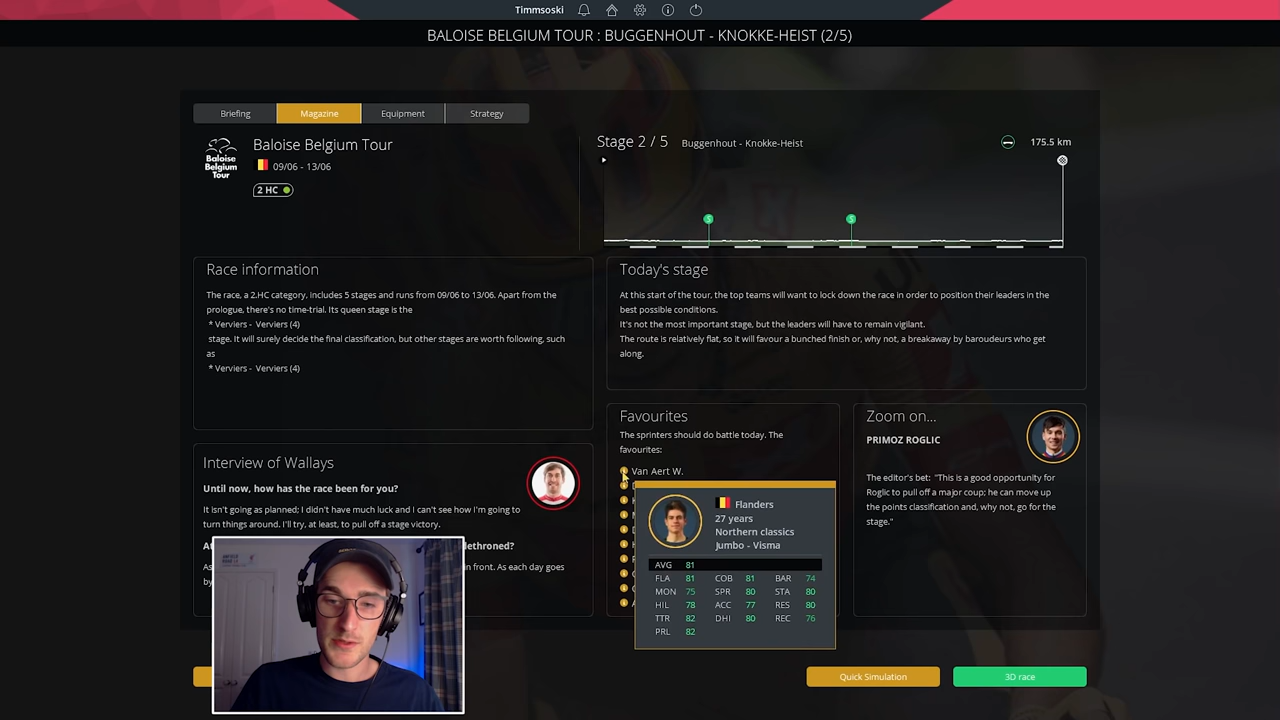 Timmsoski
BALOISE BELGIUM TOUR : BUGGENHOUT - KNOKKE-HEIST (2/5)
Briefing
Magazine
Equipment
Strategy
Baloise
Belgium
Tour
Baloise Belgium Tour
09/06 - 13/06
2 HC
Stage 2 / 5
Buggenhout - Knokke-Heist
175.5 km
S
S
Race information
The race, a 2.HC category, includes 5 stages and runs from 09/06 to 13/06. Apart from the
prologue, there's no time-trial. Its queen stage is the
* Verviers - Verviers (4)
stage. It will surely decide the final classification, but other stages are worth following, such
as
* Verviers - Verviers (4)
Today's stage
At this start of the tour, the top teams will want to lock down the race in order to position their leaders in the
best possible conditions.
It's not the most important stage, but the leaders will have to remain vigilant.
The route is relatively flat, so it will favour a bunched finish or, why not, a breakaway by baroudeurs who get
along.
Interview of Wallays
Until now, how has the race been for you?
It isn't going as planned; I didn't have much luck and I can't see how I'm going to
turn things around. I'll try, at least, to pull off a stage victory.
dethroned?
in front. As each day goes
by
Favourites
The sprinters should do battle today. The
favourites:
Van Aert W.
Flanders
27 years
Northern classics
Jumbo - Visma
AVG 81
FLA 81 COB 81 BAR 74
MON 75 SPR 80 STA 80
HIL 78 ACC 77 RES 80
TTR 82 DHI 80 REC 76
PRL 82
Zoom on...
PRIMOZ ROGLIC
The editor's bet: "This is a good opportunity for
Roglic to pull off a major coup; he can move up
the points classification and, why not, go for the
stage."
Quick Simulation
3D race